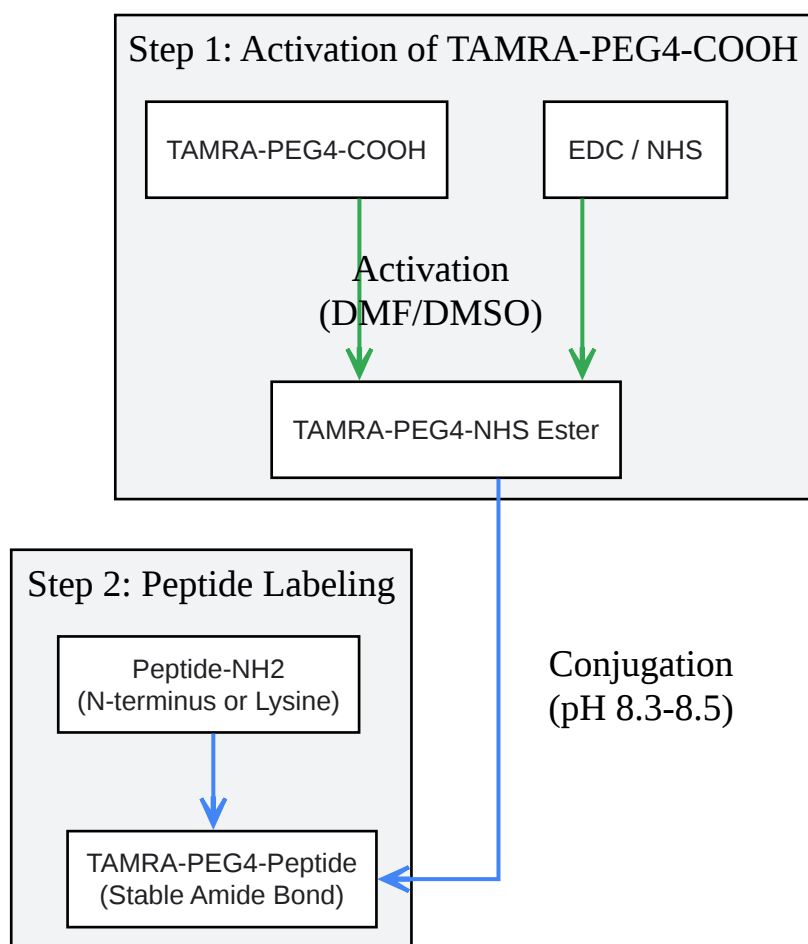 Step 1: Activation of TAMRA-PEG4-COOH
TAMRA-PEG4-COOH
EDC / NHS
Activation
(DMF/DMSO)
TAMRA-PEG4-NHS Ester
Step 2: Peptide Labeling
Peptide-NH2
(N-terminus or Lysine)
Conjugation
(pH 8.3-8.5)
TAMRA-PEG4-Peptide
(Stable Amide Bond)